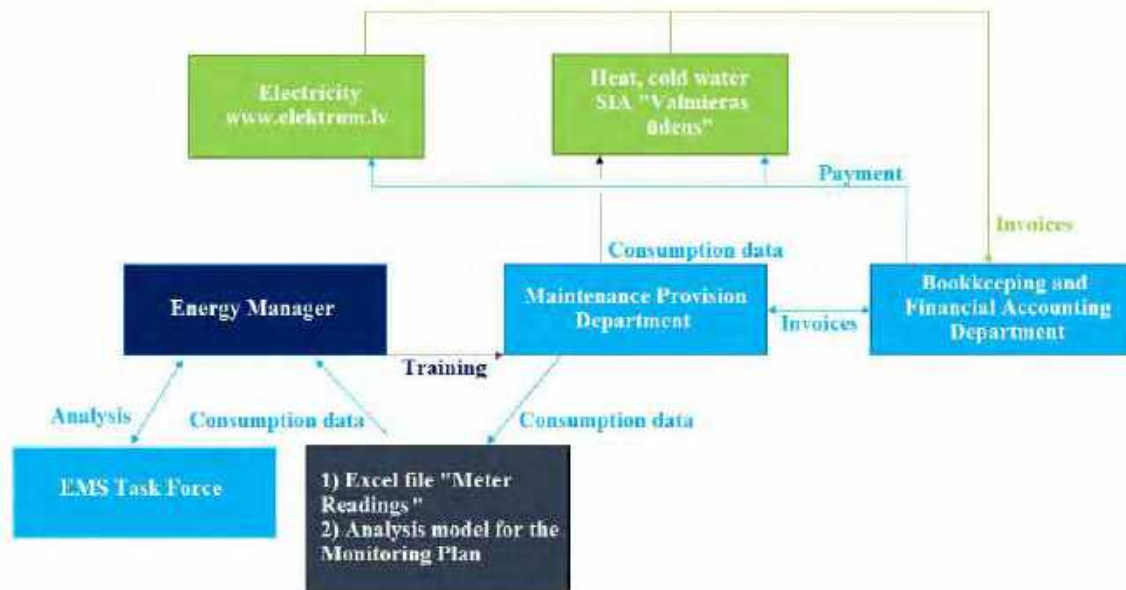 Electricity
www.elektrum.lv
Heat, cold water
SIA "Valmieras
ūdens"
Payment
Invoices
Consumption data
Energy Manager
Maintenance Provision
Department
Invoices
Bookkeeping and
Financial Accounting
Department
Training
Analysis
Consumption data
Consumption data
EMS Task Force
1) Excel file "Meter
Readings"
2) Analysis model for the
Monitoring Plan